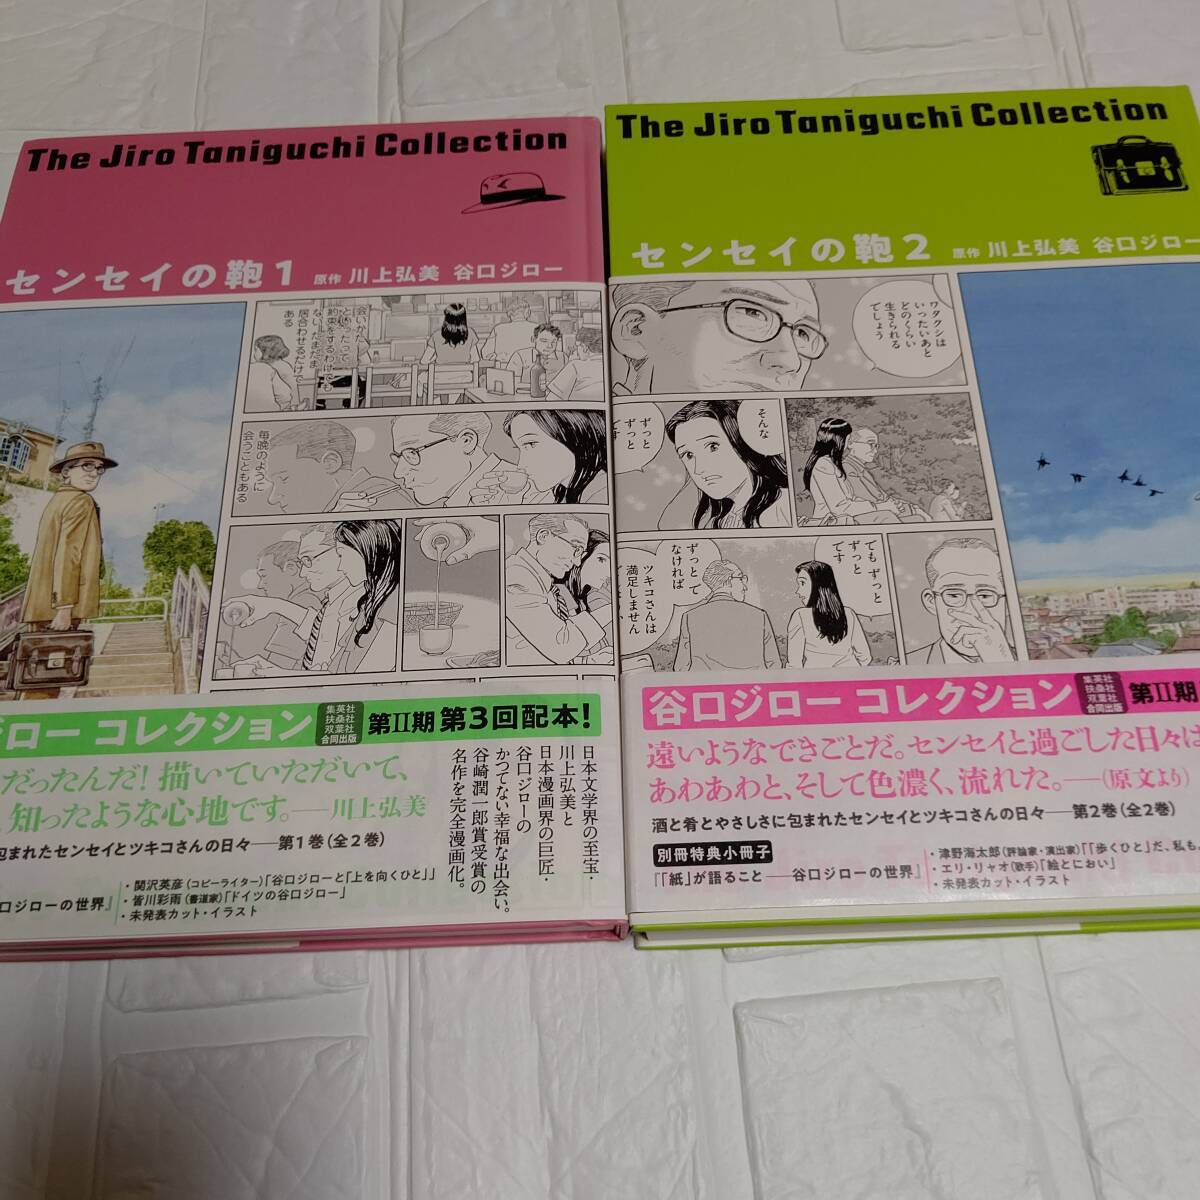 The Jiro Taniguchi Collection
センセイの鞄1 原作 川上弘美 谷口ジロー
会いかた
といったって
約束をするわけでも
ない たまたま
居合わせるだけで
ある
毎晩のように
会うこともある
ジロー コレクション
集英社
扶桑社
双葉社
合同出版
第II期 第3回配本!
だったんだ! 描いていただいて、
知ったような心地です。—川上弘美
包まれたセンセイとツキコさんの日々——第1巻(全2巻)
口ジローの世界』
・関沢英彦(コピーライター)「谷口ジローと「上を向くひと」」
・皆川彩雨(書道家)「ドイツの谷口ジロー」
・未発表カット・イラスト
日本文学界の至宝・
川上弘美と
日本漫画界の巨匠・
谷口ジローの
かつてない幸福な出会い。
谷崎潤一郎賞受賞の
名作を完全漫画化。
The Jiro Taniguchi Collection
センセイの鞄2 原作 川上弘美 谷口ジロー
ワタクシは
いったいあと
どのくらい
生きられる
でしょう
そんな
ずっと
ずっと
です
でも ずっと
ずっと
です
ずっと で
なければ
ツキコさんは
満足しません
谷口ジロー コレクション
集英社
扶桑社
双葉社
合同出版
第II期
遠いようなできごとだ。センセイと過ごした日々は
あわあわと、そして色濃く、流れた。——(原文より)
酒と肴とやさしさに包まれたセンセイとツキコさんの日々——第2巻(全2巻)
別冊特典小冊子
『「紙」が語ること——谷口ジローの世界』
・津野海太郎(評論家・演出家)「「歩くひと」だ、私も。
・エリ・リャオ(歌手)「絵とにおい」
・未発表カット・イラスト